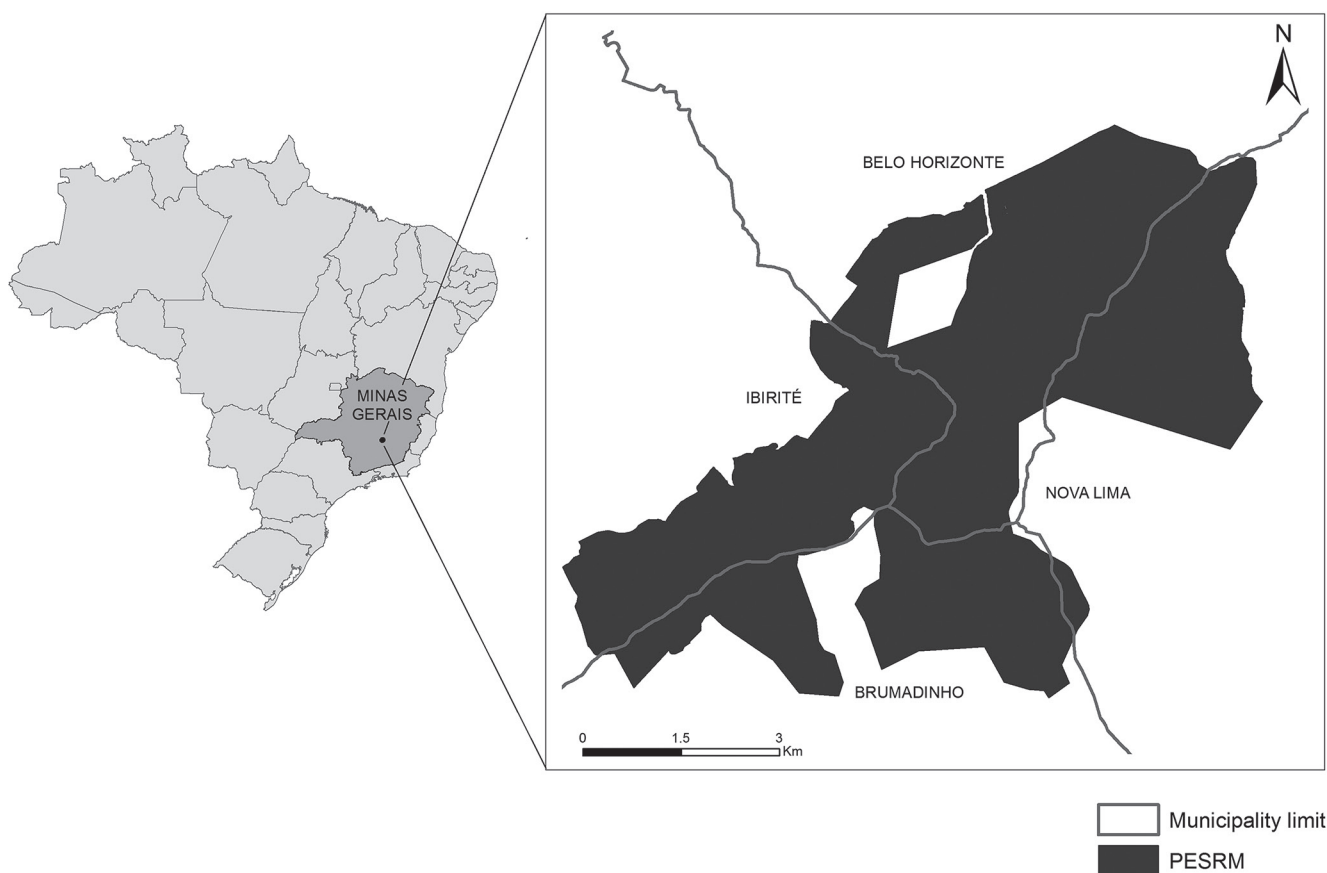 N
BELO HORIZONTE
MINAS
GERAIS
IBIRITÉ
NOVA LIMA
BRUMADINHO
0 1.5 3
Km
Municipality limit
PESRM